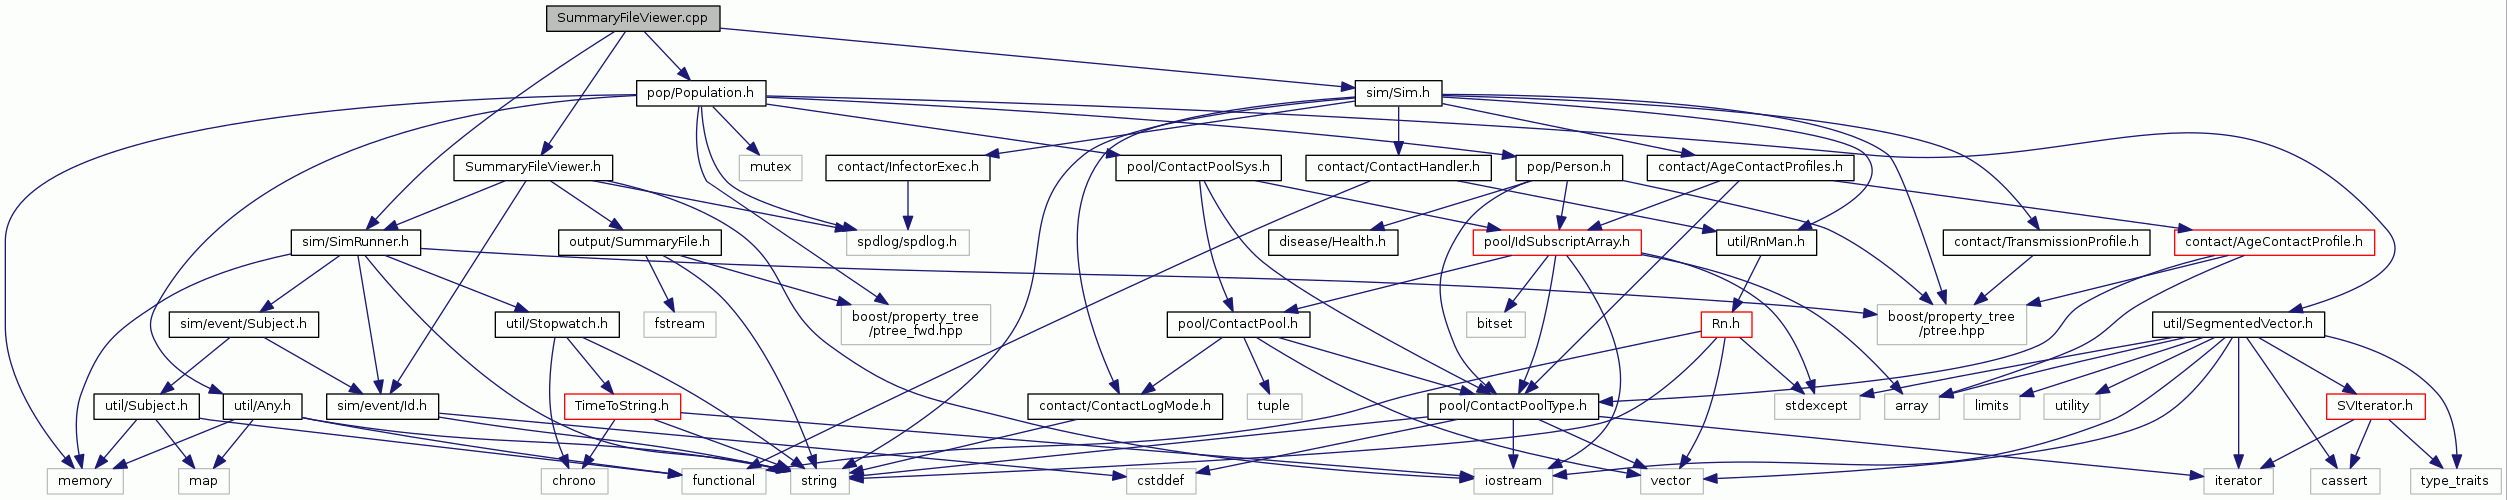 SummaryFileViewer.cpp
pop/Population.h
sim/Sim.h
SummaryFileViewer.h
mutex
contact/InfectorExec.h
pool/ContactPoolSys.h
contact/ContactHandler.h
pop/Person.h
contact/AgeContactProfiles.h
sim/SimRunner.h
output/SummaryFile.h
spdlog/spdlog.h
disease/Health.h
pool/IdSubscriptArray.h
util/RnMan.h
contact/TransmissionProfile.h
contact/AgeContactProfile.h
sim/event/Subject.h
util/Stopwatch.h
fstream
boost/property_tree
/ptree_fwd.hpp
pool/ContactPool.h
bitset
Rn.h
boost/property_tree
/ptree.hpp
util/SegmentedVector.h
util/Subject.h
util/Any.h
sim/event/Id.h
TimeToString.h
contact/ContactLogMode.h
tuple
pool/ContactPoolType.h
stdexcept
array
limits
utility
SVIterator.h
memory
map
chrono
functional
string
cstddef
iostream
vector
iterator
cassert
type_traits